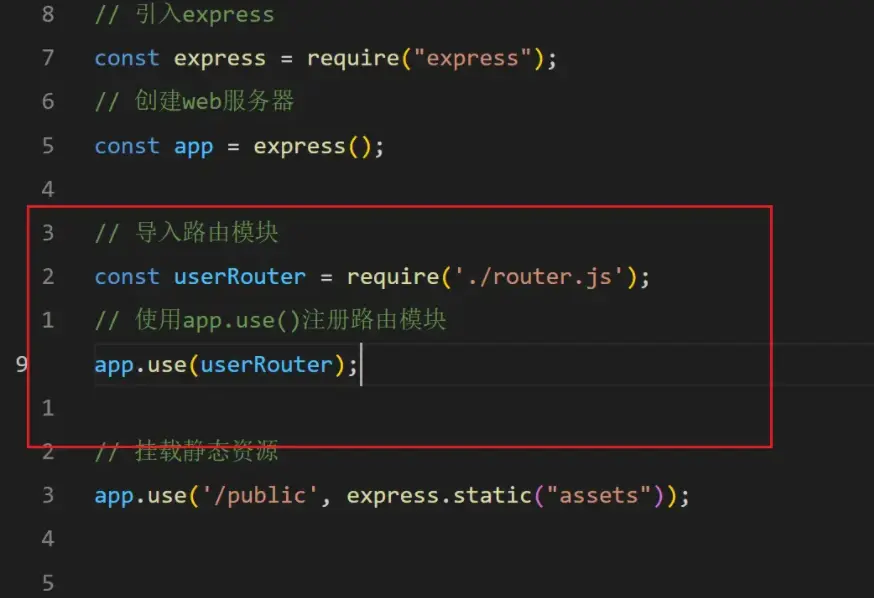 8 // 引入express
7 const express = require("express");
6 // 创建web服务器
5 const app = express();
4
3 // 导入路由模块
2 const userRouter = require('./router.js');
1 // 使用app.use()注册路由模块
9 app.use(userRouter);
1
2 // 挂载静态资源
3 app.use('/public', express.static("assets"));
4
5